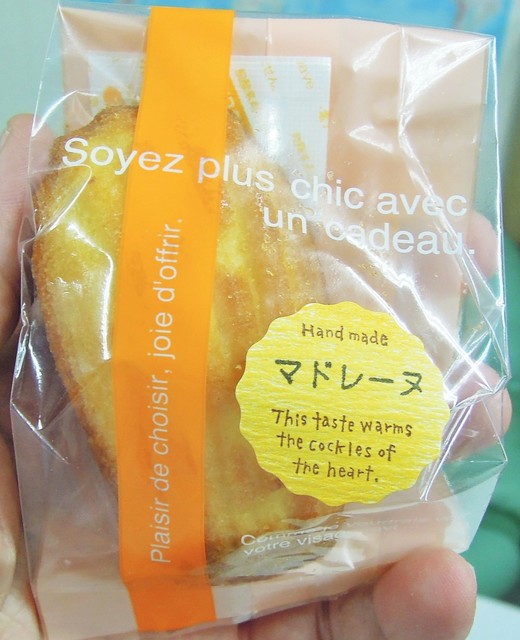 Soyez plus chic avec
un cadeau.
Plaisir de choisir, joie d'offrir.
Hand made
マドレーヌ
This taste warms
the cockles of
the heart.
votre